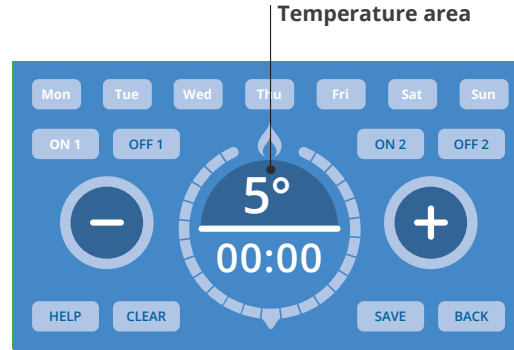 Temperature area
Mon Tue Wed Thu Fri Sat Sun
ON 1 OFF 1 ON 2 OFF 2
5°
− +
00:00
HELP CLEAR SAVE BACK